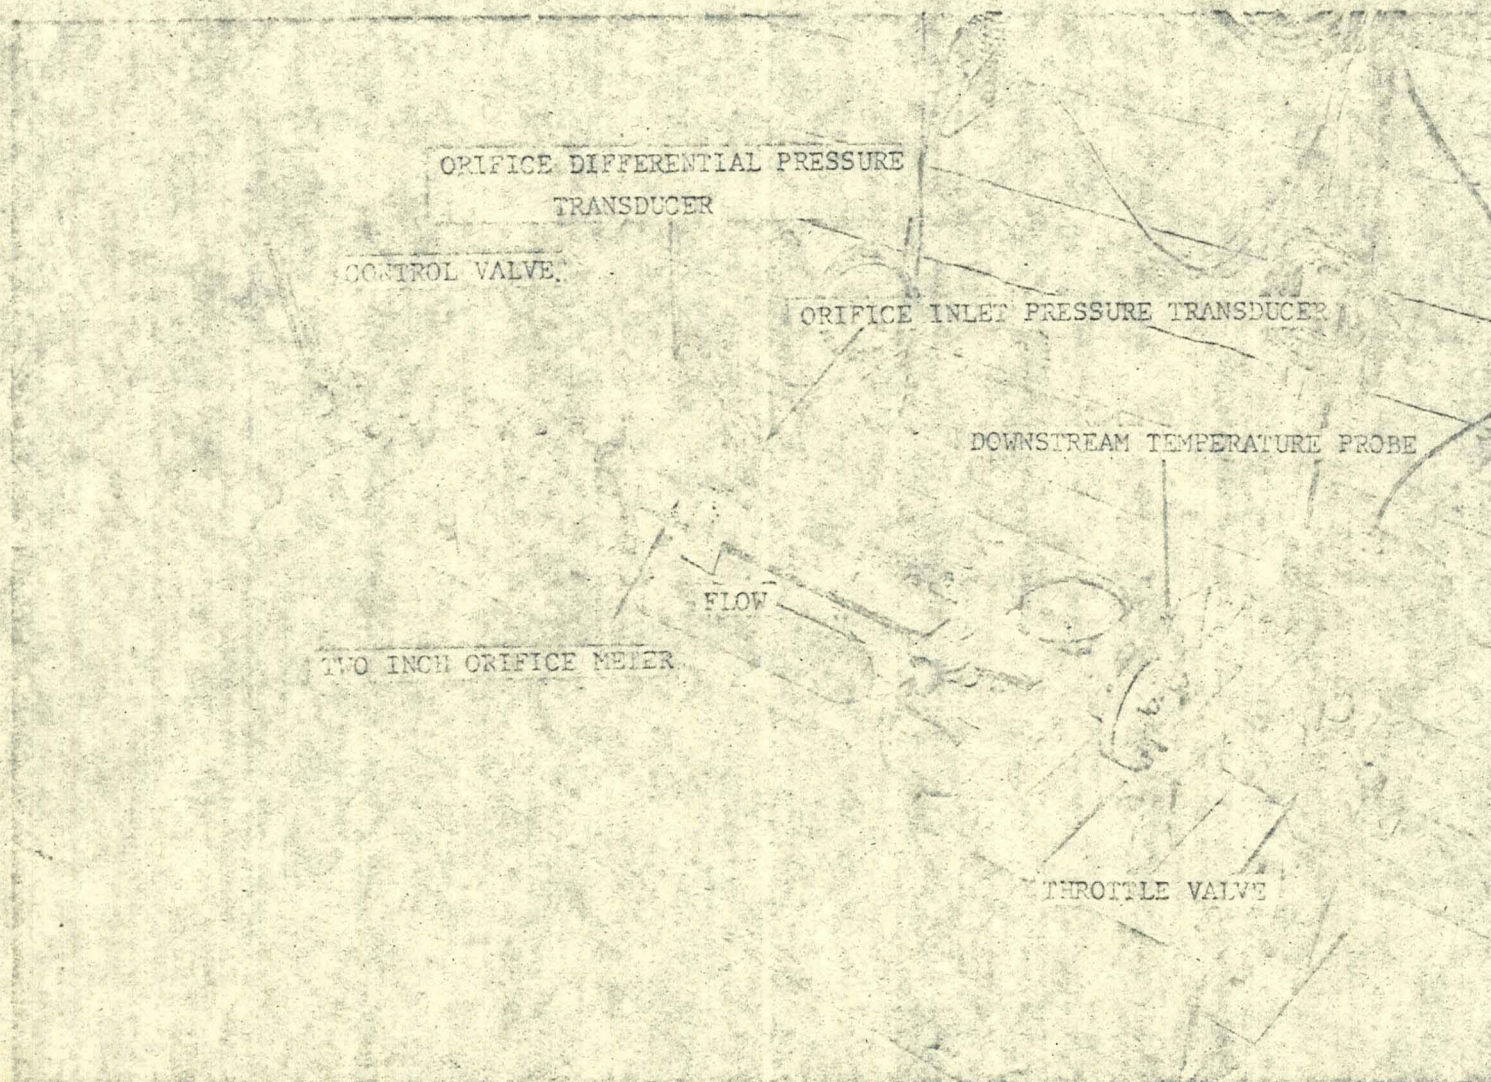 ORIFICE DIFFERENTIAL PRESSURE
TRANSDUCER
CONTROL VALVE
ORIFICE INLET PRESSURE TRANSDUCER
DOWNSTREAM TEMPERATURE PROBE
FLOW
TWO INCH ORIFICE METER
THROTTLE VALVE